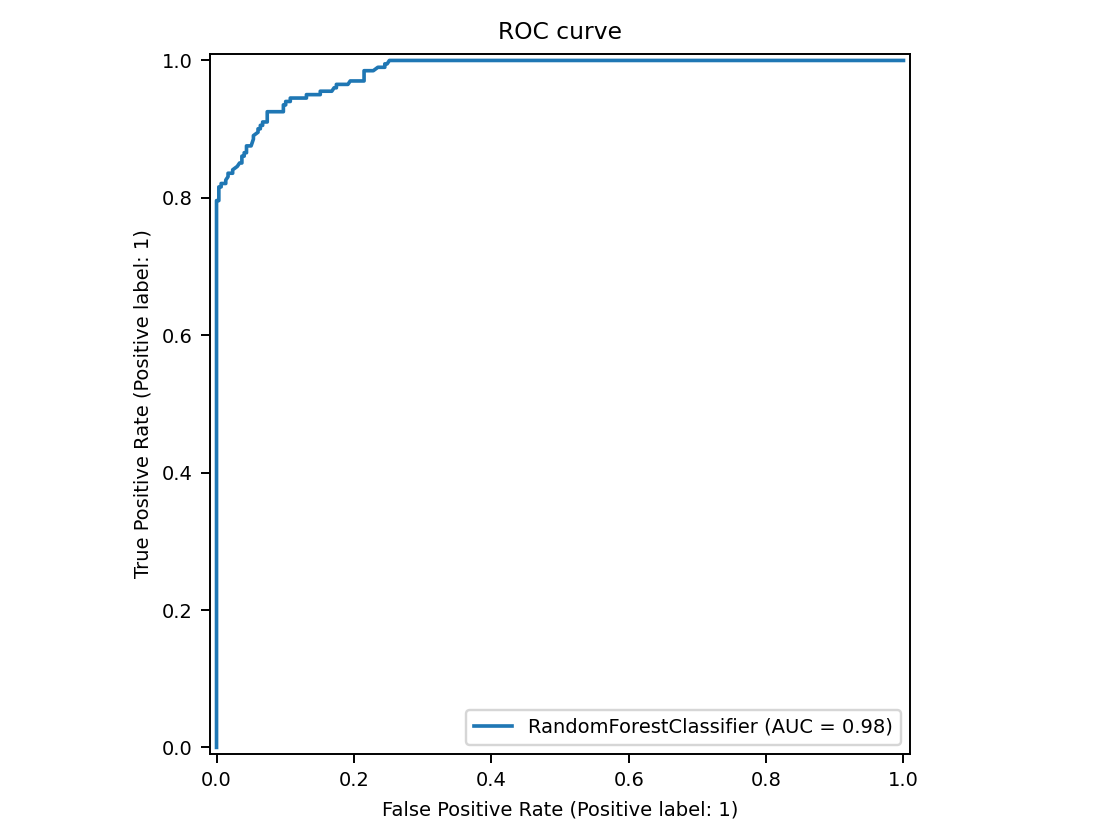 ROC curve
1.0
0.8
0.6
0.4
0.2
0.0
True Positive Rate (Positive label: 1)
RandomForestClassifier (AUC = 0.98)
0.0 0.2 0.4 0.6 0.8 1.0
False Positive Rate (Positive label: 1)